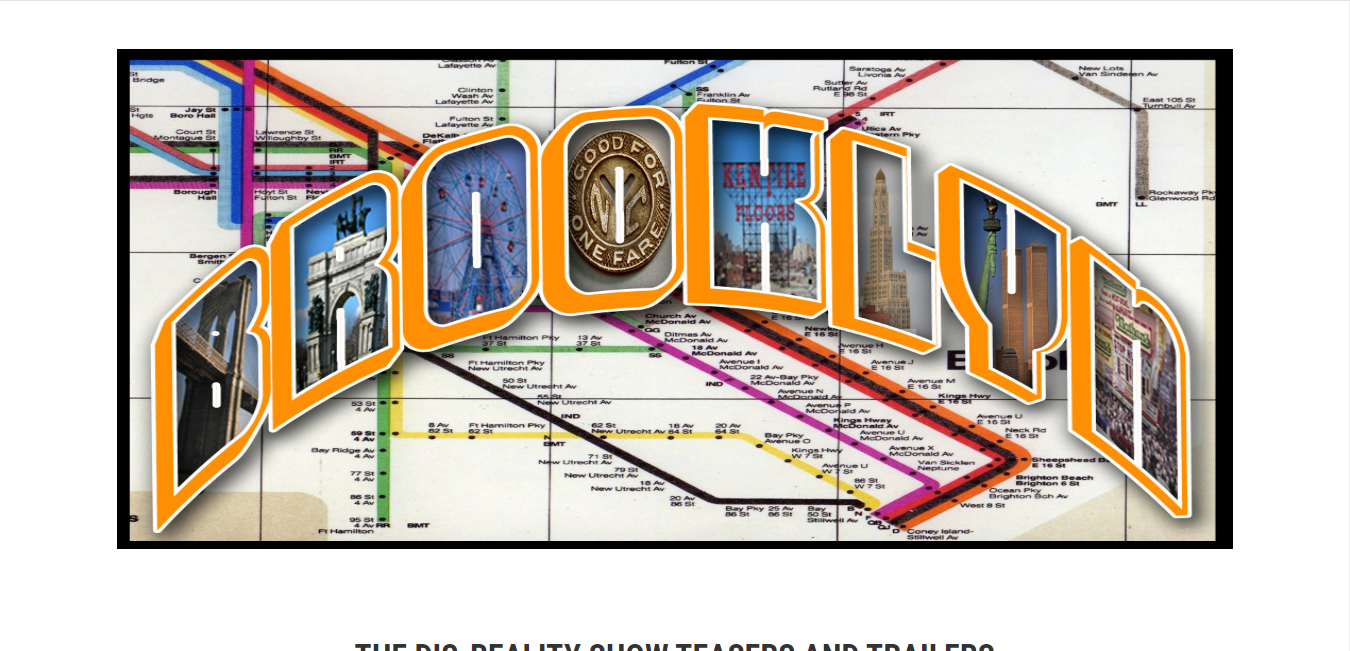 BROOKLYN
GOOD FOR
NYC
ONE FARE
KENTILE
FLOORS
St
Bridge
Jay St
Boro Hall
Court St
Montague St
Lawrence St
Willoughby St
BMT
IRT
Borough
Hall
Hoyt St
Fulton St
Lafayette Av
Clinton
Wash Av
Lafayette Av
Fulton St
Lafayette Av
Fulton St
SS
Franklin Av
Fulton St
Saratoga Av
Livonia Av
Sutter Av
Rutland Rd
E 98 St
IRT
Utica Av
New Lots
Van Sinderen Av
East 105 St
Turnbull Av
Rockaway Pky
Glenwood Rd
BMT LL
Church Av
McDonald Av
GG
Ditmas Av
McDonald Av
18 Av
McDonald Av
Avenue I
McDonald Av
22 Av-Bay Pky
McDonald Av
IND
Avenue N
McDonald Av
Avenue P
McDonald Av
Kings Hway
McDonald Av
Avenue U
McDonald Av
Avenue X
McDonald Av
Van Sicklen
Neptune
E 16 St
Avenue H
E 16 St
Avenue J
E 16 St
Avenue M
E 16 St
Kings Hwy
E 16 St
Avenue U
E 16 St
Neck Rd
E 16 St
Sheepshead B
E 16 St
Brighton Beach
Brighton 6 St
Ocean Pky
Brighton Bch Av
West 8 St
Coney Island-
Stillwell Av
Ft Hamilton Pky
37 St
13 Av
37 St
SS
SS
Ft Hamilton Pky
New Utrecht Av
50 St
New Utrecht Av
55 St
New Utrecht Av
IND
62 St
New Utrecht Av
71 St
New Utrecht Av
79 St
New Utrecht Av
18 Av
New Utrecht Av
20 Av
86 St
Bay Pky
86 St
25 Av
86 St
Bay
50 St
Stillwell Av
53 St
4 Av
59 St
4 Av
Bay Ridge Av
4 Av
77 St
4 Av
86 St
4 Av
95 St
4 Av
Ft Hamilton
RR BMT
8 Av
62 St
Ft Hamilton Pky
62 St
BMT
18 Av
64 St
20 Av
64 St
Bay Pky
Avenue O
Kings Hwy
W 7 St
Avenue U
W 7 St
86 St
W 7 St
B
N
F
QB
QJ
D
THE DIS-REALITY SHOW TEASERS AND TRAILERS